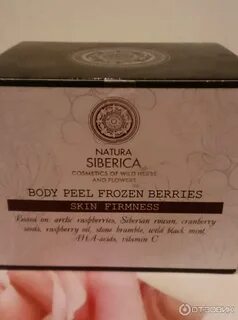 NATURA
SIBERICA
COSMETICS OF WILD HERBS
AND FLOWERS
BODY PEEL FROZEN BERRIES
SKIN FIRMNESS
Based on arctic raspberries, Siberian rowan, cranberry
seeds, raspberry oil, stone bramble, wild black mint,
AHA-acids, vitamin C
ОТЗОВИК